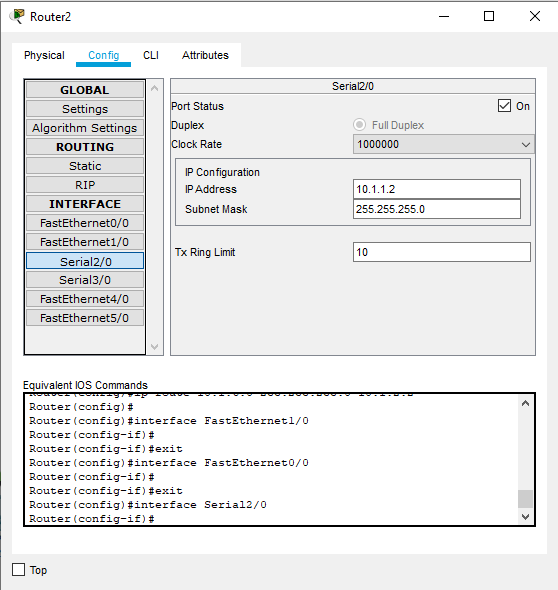 Router2
Physical Config CLI Attributes
GLOBAL
Settings
Algorithm Settings
ROUTING
Static
RIP
INTERFACE
FastEthernet0/0
FastEthernet1/0
Serial2/0
Serial3/0
FastEthernet4/0
FastEthernet5/0
Serial2/0
Port Status On
Duplex Full Duplex
Clock Rate 1000000
IP Configuration
IP Address 10.1.1.2
Subnet Mask 255.255.255.0
Tx Ring Limit 10
Equivalent IOS Commands
Router(config)#ip route
Router(config)#
Router(config)#interface FastEthernet1/0
Router(config-if)#
Router(config-if)#exit
Router(config)#interface FastEthernet0/0
Router(config-if)#
Router(config-if)#exit
Router(config)#interface Serial2/0
Router(config-if)#
Top